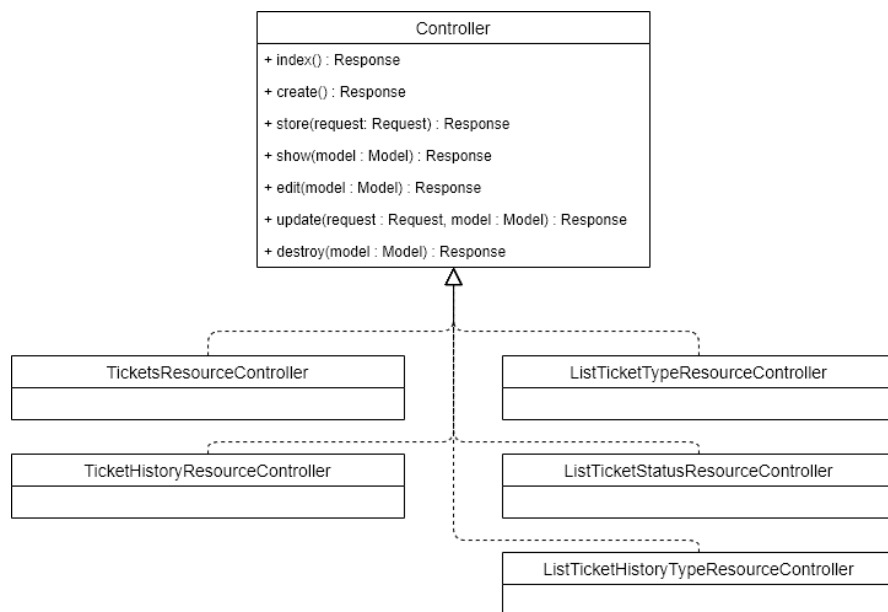 Controller
+ index() : Response
+ create() : Response
+ store(request: Request) : Response
+ show(model : Model) : Response
+ edit(model : Model) : Response
+ update(request : Request, model : Model) : Response
+ destroy(model : Model) : Response
TicketsResourceController
ListTicketTypeResourceController
TicketHistoryResourceController
ListTicketStatusResourceController
ListTicketHistoryTypeResourceController